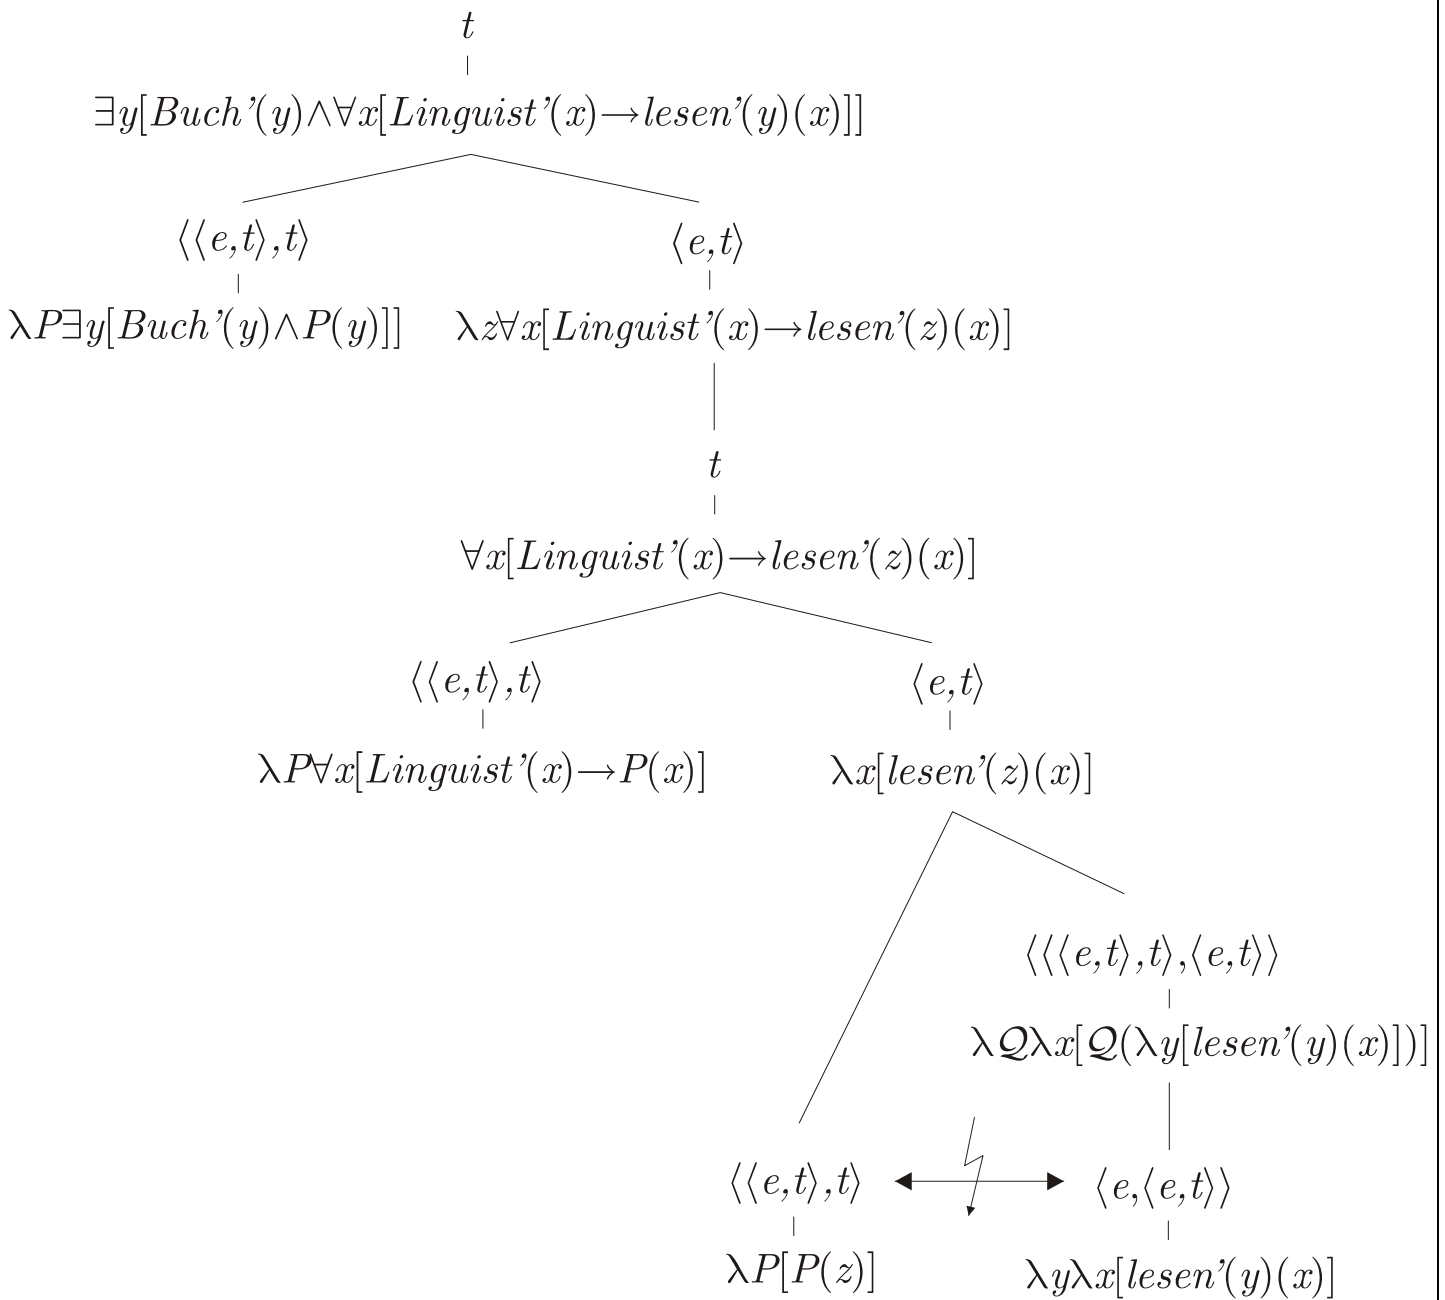 t
∃y[Buch’(y)∧∀x[Linguist’(x)→lesen’(y)(x)]]
⟨⟨e,t⟩,t⟩ ⟨e,t⟩
λP∃y[Buch’(y)∧P(y)]] λz∀x[Linguist’(x)→lesen’(z)(x)]
t
∀x[Linguist’(x)→lesen’(z)(x)]
⟨⟨e,t⟩,t⟩ ⟨e,t⟩
λP∀x[Linguist’(x)→P(x)] λx[lesen’(z)(x)]
⟨⟨⟨e,t⟩,t⟩,⟨e,t⟩⟩
λ𝒬λx[𝒬(λy[lesen’(y)(x)])]
⟨⟨e,t⟩,t⟩ ⟨e,⟨e,t⟩⟩
λP[P(z)] λyλx[lesen’(y)(x)]